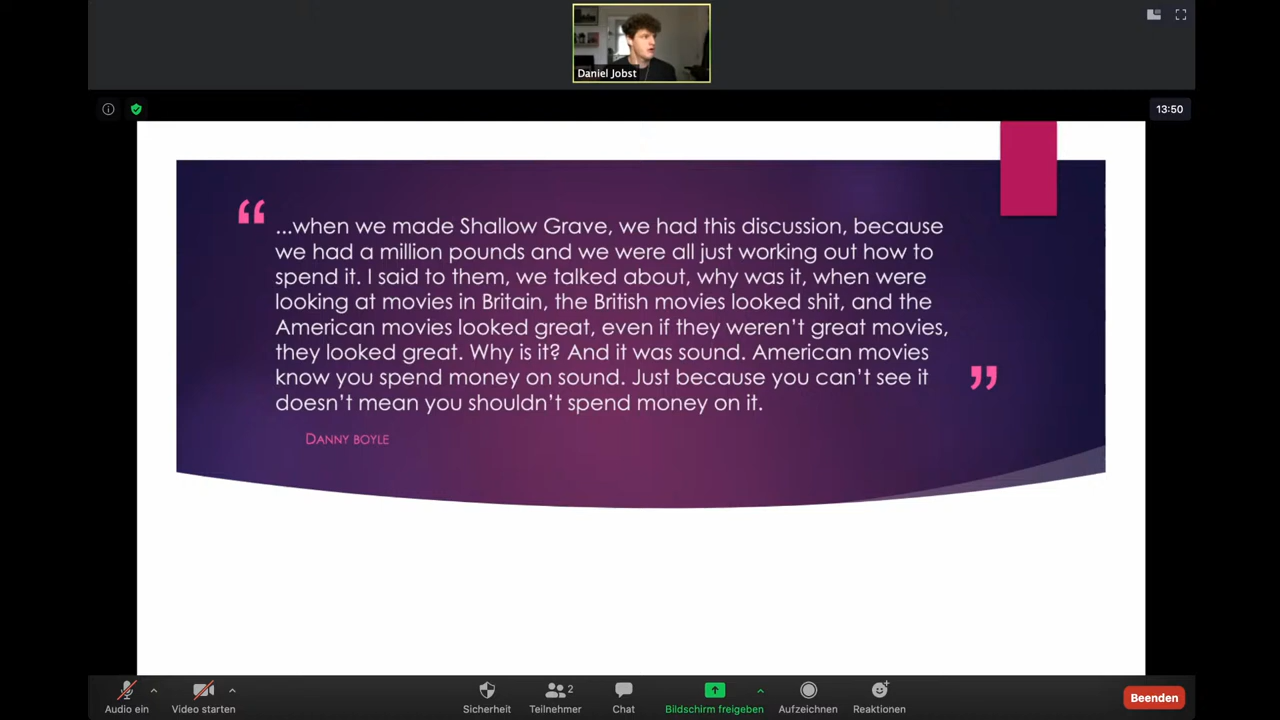 Daniel Jobst
13:50
“ ...when we made Shallow Grave, we had this discussion, because
we had a million pounds and we were all just working out how to
spend it. I said to them, we talked about, why was it, when were
looking at movies in Britain, the British movies looked shit, and the
American movies looked great, even if they weren’t great movies,
they looked great. Why is it? And it was sound. American movies
know you spend money on sound. Just because you can’t see it
doesn’t mean you shouldn’t spend money on it. ”
DANNY BOYLE
Audio ein
Video starten
Sicherheit
2
Teilnehmer
Chat
Bildschirm freigeben
Aufzeichnen
Reaktionen
Beenden